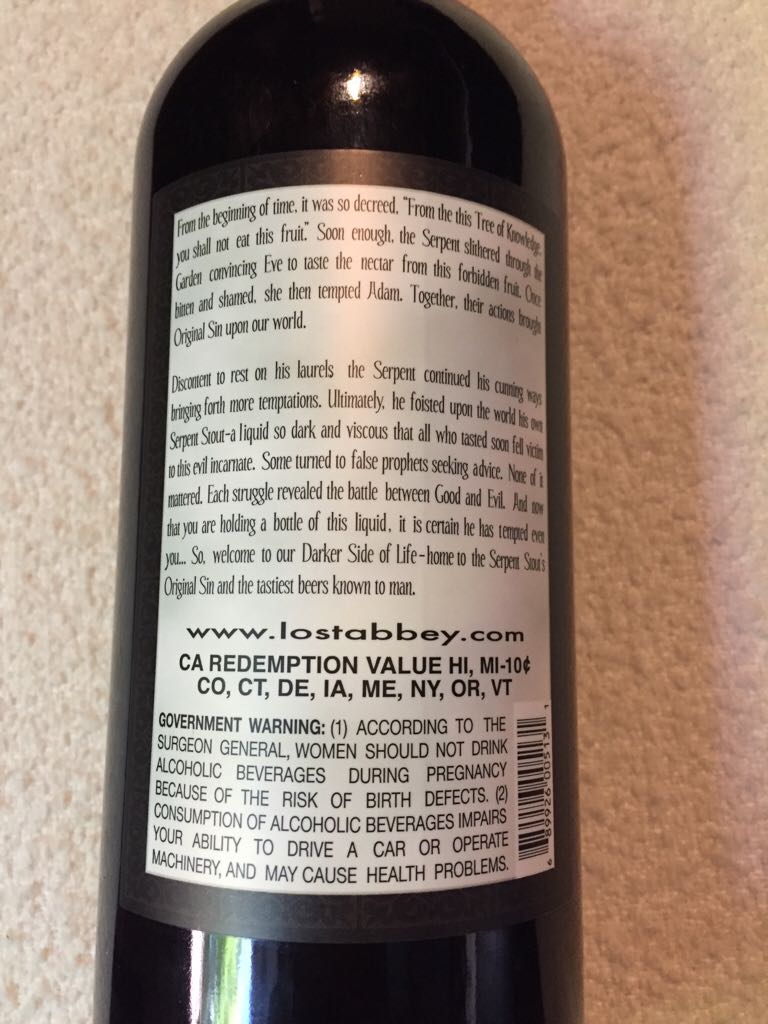 From the beginning of time, it was so decreed, "From the this Tree of Knowledge,
you shall not eat this fruit." Soon enough, the Serpent slithered through the
Garden convincing Eve to taste the nectar from this forbidden fruit. Once
bitten and shamed, she then tempted Adam. Together, their actions brought
Original Sin upon our world.
Discontent to rest on his laurels the Serpent continued his cunning ways
bringing forth more temptations. Ultimately, he foisted upon the world his own
Serpent Stout-a liquid so dark and viscous that all who tasted soon fell victim
to this evil incarnate. Some turned to false prophets seeking advice. None of it
mattered. Each struggle revealed the battle between Good and Evil. And now
that you are holding a bottle of this liquid, it is certain he has tempted even
you... So, welcome to our Darker Side of Life-home to the Serpent Stout's
Original Sin and the tastiest beers known to man.
www.lostabbey.com
CA REDEMPTION VALUE HI, MI-10¢
CO, CT, DE, IA, ME, NY, OR, VT
GOVERNMENT WARNING: (1) ACCORDING TO THE
SURGEON GENERAL, WOMEN SHOULD NOT DRINK
ALCOHOLIC BEVERAGES DURING PREGNANCY
BECAUSE OF THE RISK OF BIRTH DEFECTS. (2)
CONSUMPTION OF ALCOHOLIC BEVERAGES IMPAIRS
YOUR ABILITY TO DRIVE A CAR OR OPERATE
MACHINERY, AND MAY CAUSE HEALTH PROBLEMS.
6 89926 00513 1